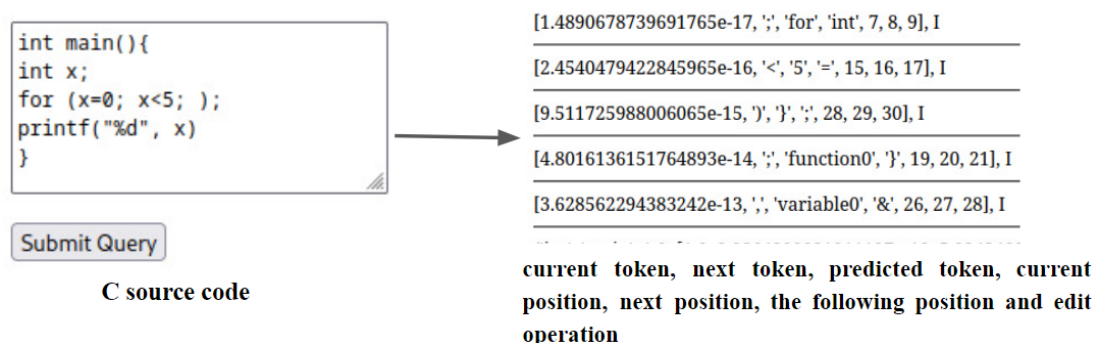 int main(){
int x;
for (x=0; x<5; );
printf("%d", x)
}
Submit Query
C source code
[1.4890678739691765e-17, ';', 'for', 'int', 7, 8, 9], I
[2.4540479422845965e-16, '<', '5', '=', 15, 16, 17], I
[9.511725988006065e-15, ')', '}', ';', 28, 29, 30], I
[4.8016136151764893e-14, ';', 'function0', '}', 19, 20, 21], I
[3.628562294383242e-13, ',', 'variable0', '&', 26, 27, 28], I
current token, next token, predicted token, current
position, next position, the following position and edit
operation